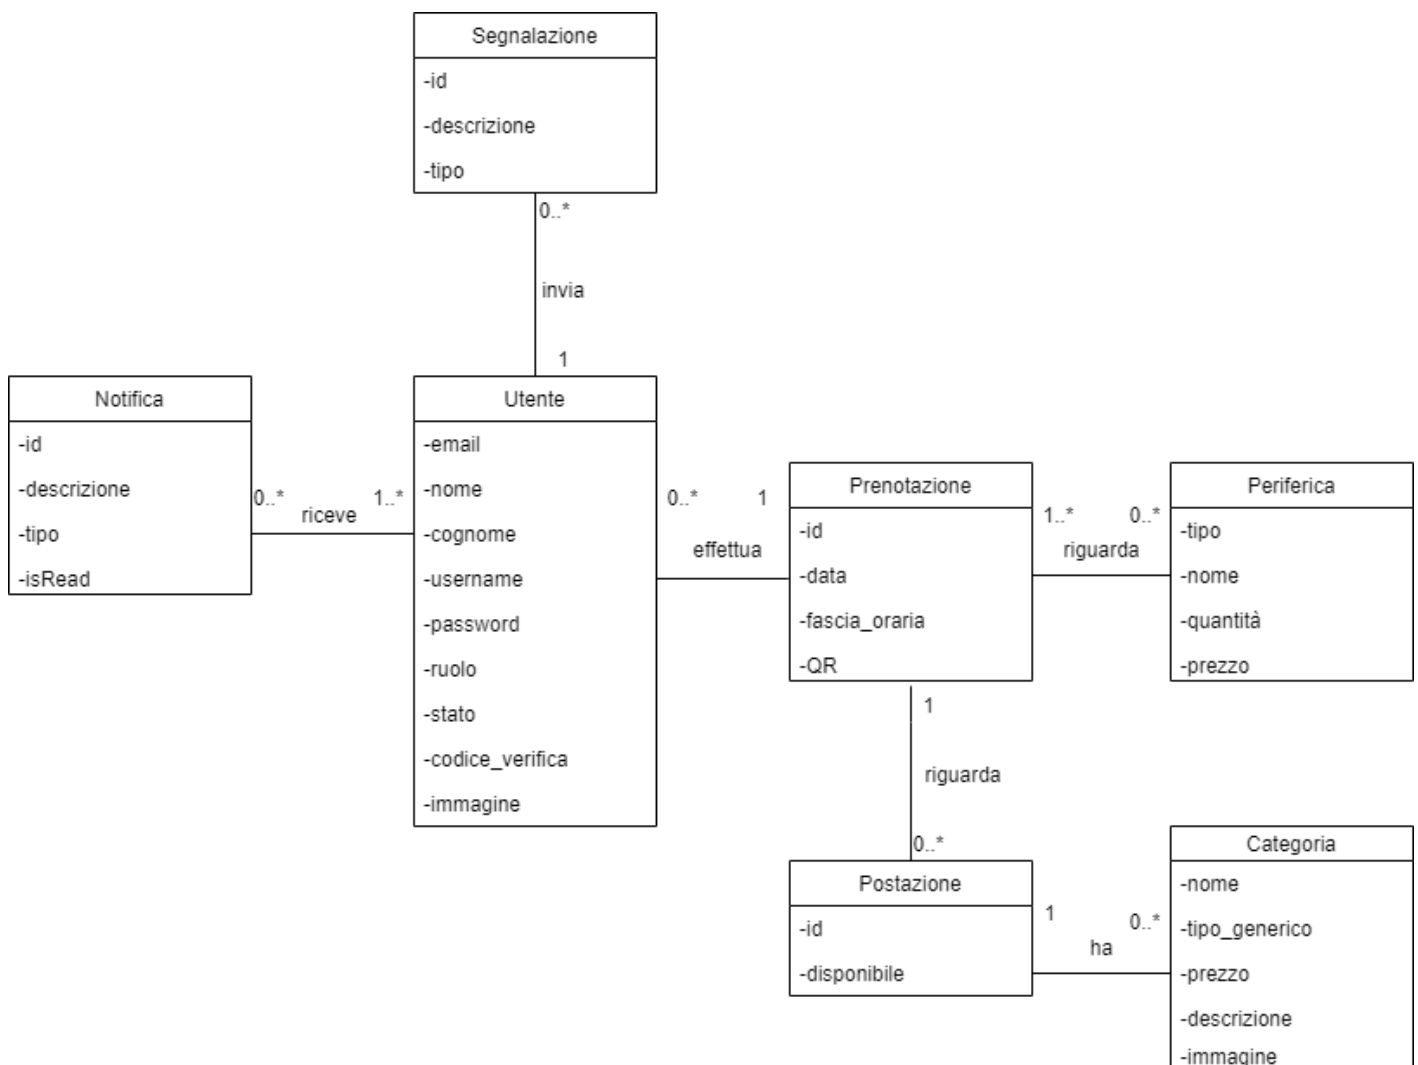 Segnalazione
-id
-descrizione
-tipo
0..*
invia
1
Notifica
-id
-descrizione
-tipo
-isRead
0..*
1..*
riceve
Utente
-email
-nome
-cognome
-username
-password
-ruolo
-stato
-codice_verifica
-immagine
0..*
1
effettua
Prenotazione
-id
-data
-fascia_oraria
-QR
1..*
0..*
riguarda
Periferica
-tipo
-nome
-quantità
-prezzo
1
riguarda
0..*
Postazione
-id
-disponibile
1
0..*
ha
Categoria
-nome
-tipo_generico
-prezzo
-descrizione
-immagine